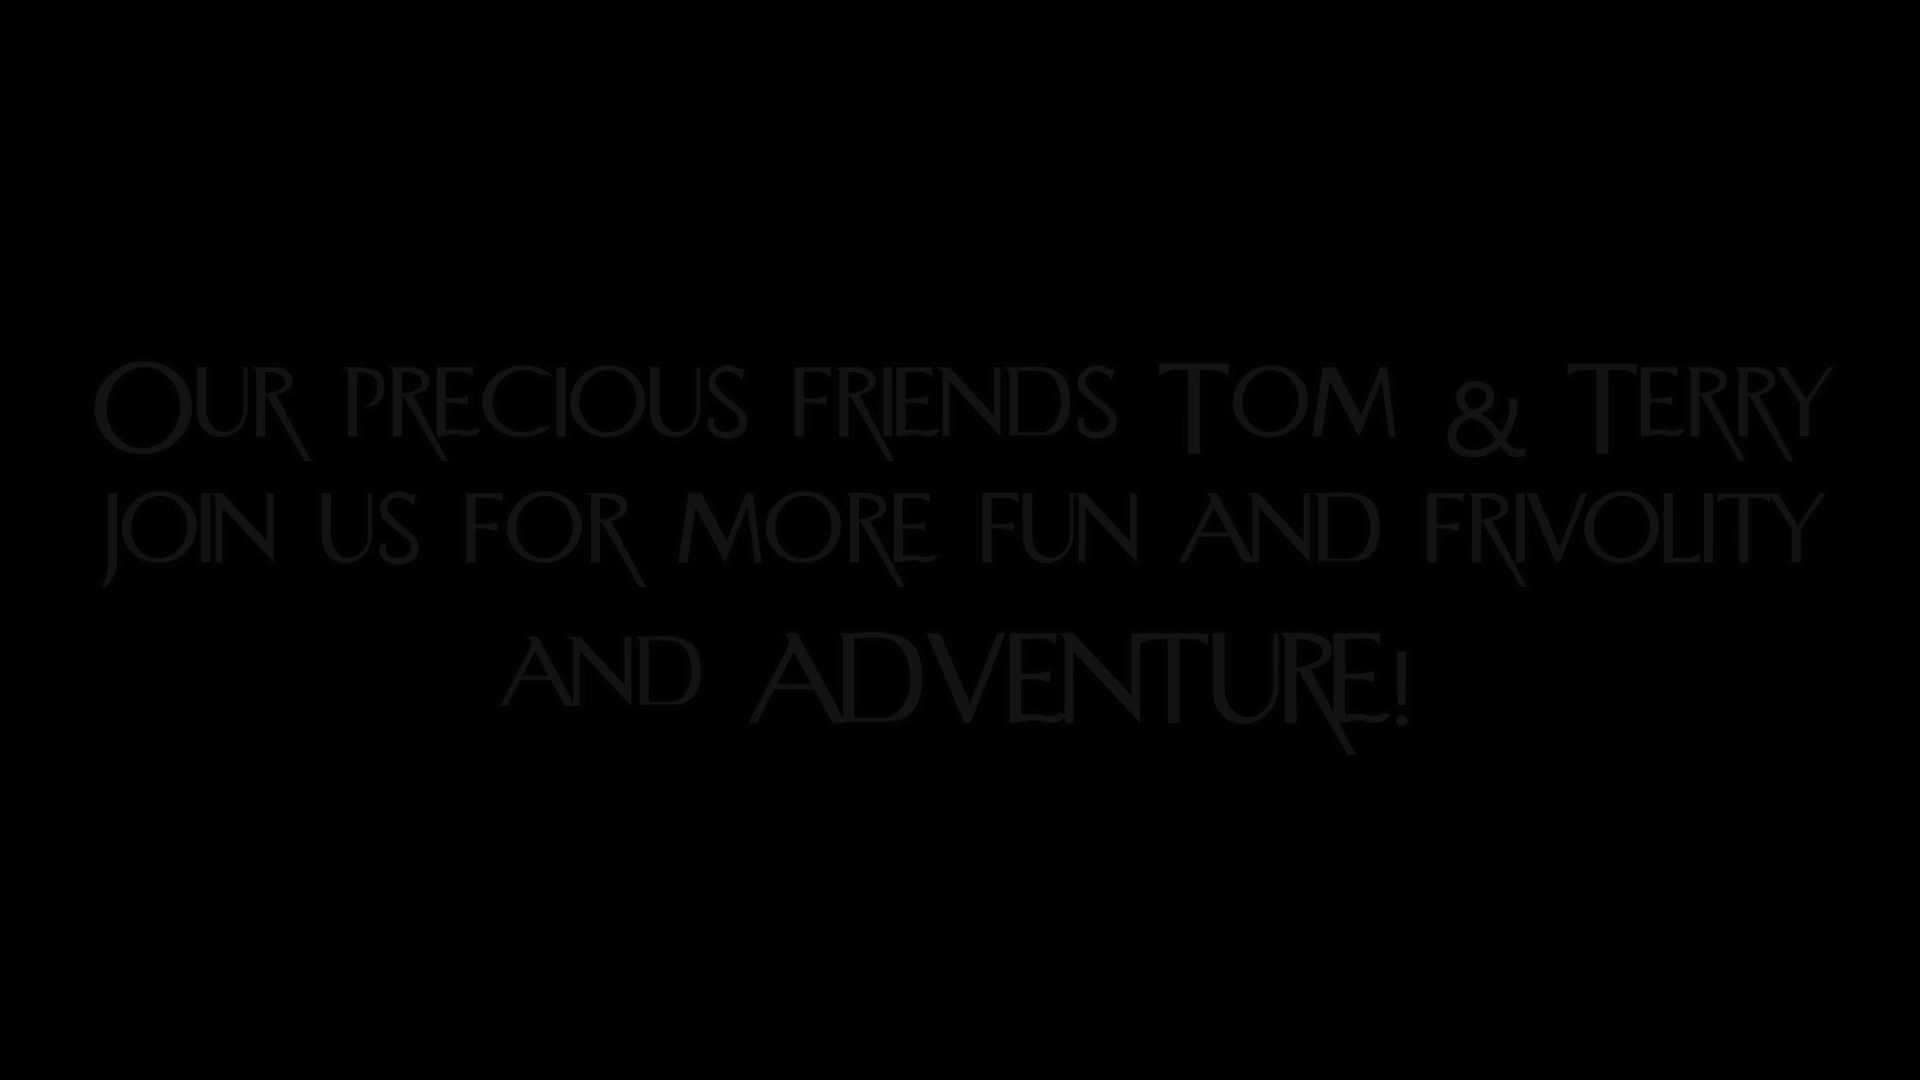 Our precious friends Tom & Terry
join us for more fun and frivolity
and ADVENTURE!